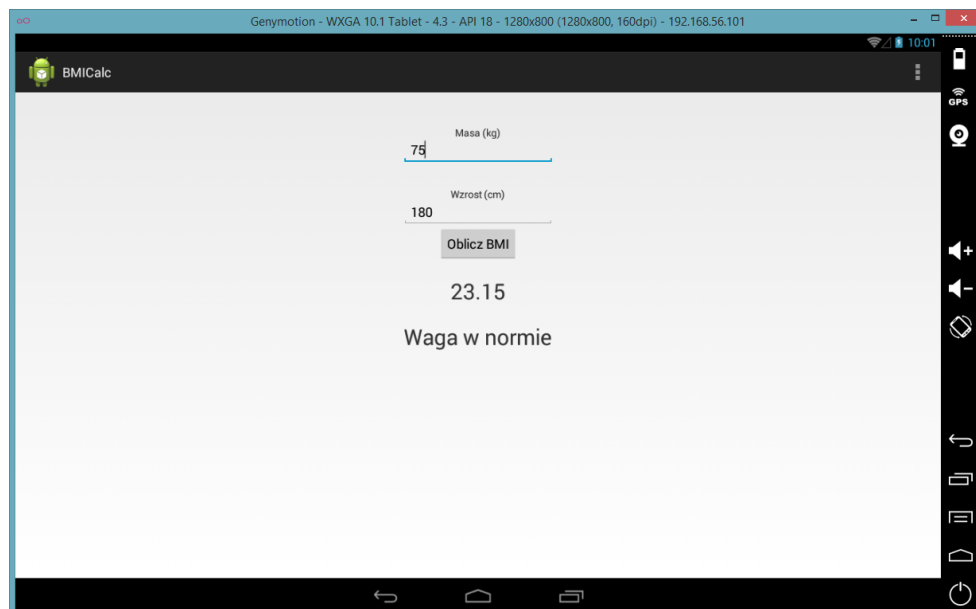 Genymotion - WXGA 10.1 Tablet - 4.3 - API 18 - 1280x800 (1280x800, 160dpi) - 192.168.56.101
10:01
BMICalc
GPS
Masa (kg)
75
Wzrost (cm)
180
Oblicz BMI
23.15
Waga w normie